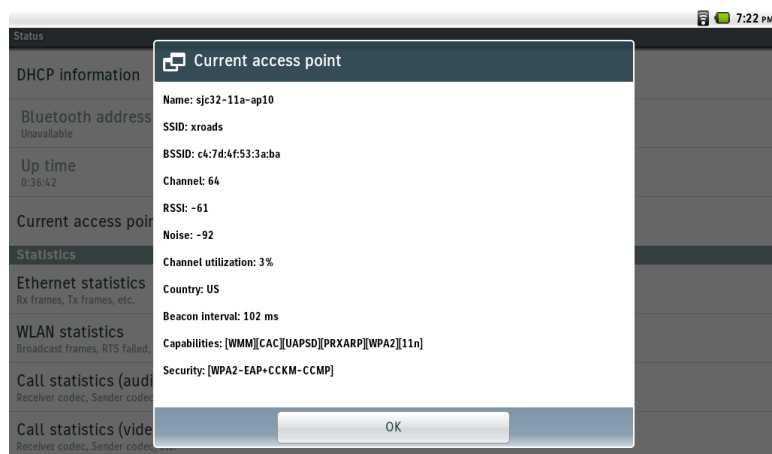 7:22 PM
Status
Current access point
DHCP information
Name: sjc32-11a-ap10
SSID: xroads
Bluetooth address
Unavailable
BSSID: c4:7d:4f:53:3a:ba
Channel: 64
Up time
0:36:42
RSSI: -61
Current access poin
Noise: -92
Statistics
Channel utilization: 3%
Ethernet statistics
Rx frames, Tx frames, etc.
Country: US
Beacon interval: 102 ms
WLAN statistics
Broadcast frames, RTS failed,
Capabilities: [WMM][CAC][UAPSD][PRXARP][WPA2][11n]
Security: [WPA2-EAP+CCKM-CCMP]
Call statistics (audi
Receiver codec, Sender codec
OK
Call statistics (vide
Receiver codec, Sender codec, etc.